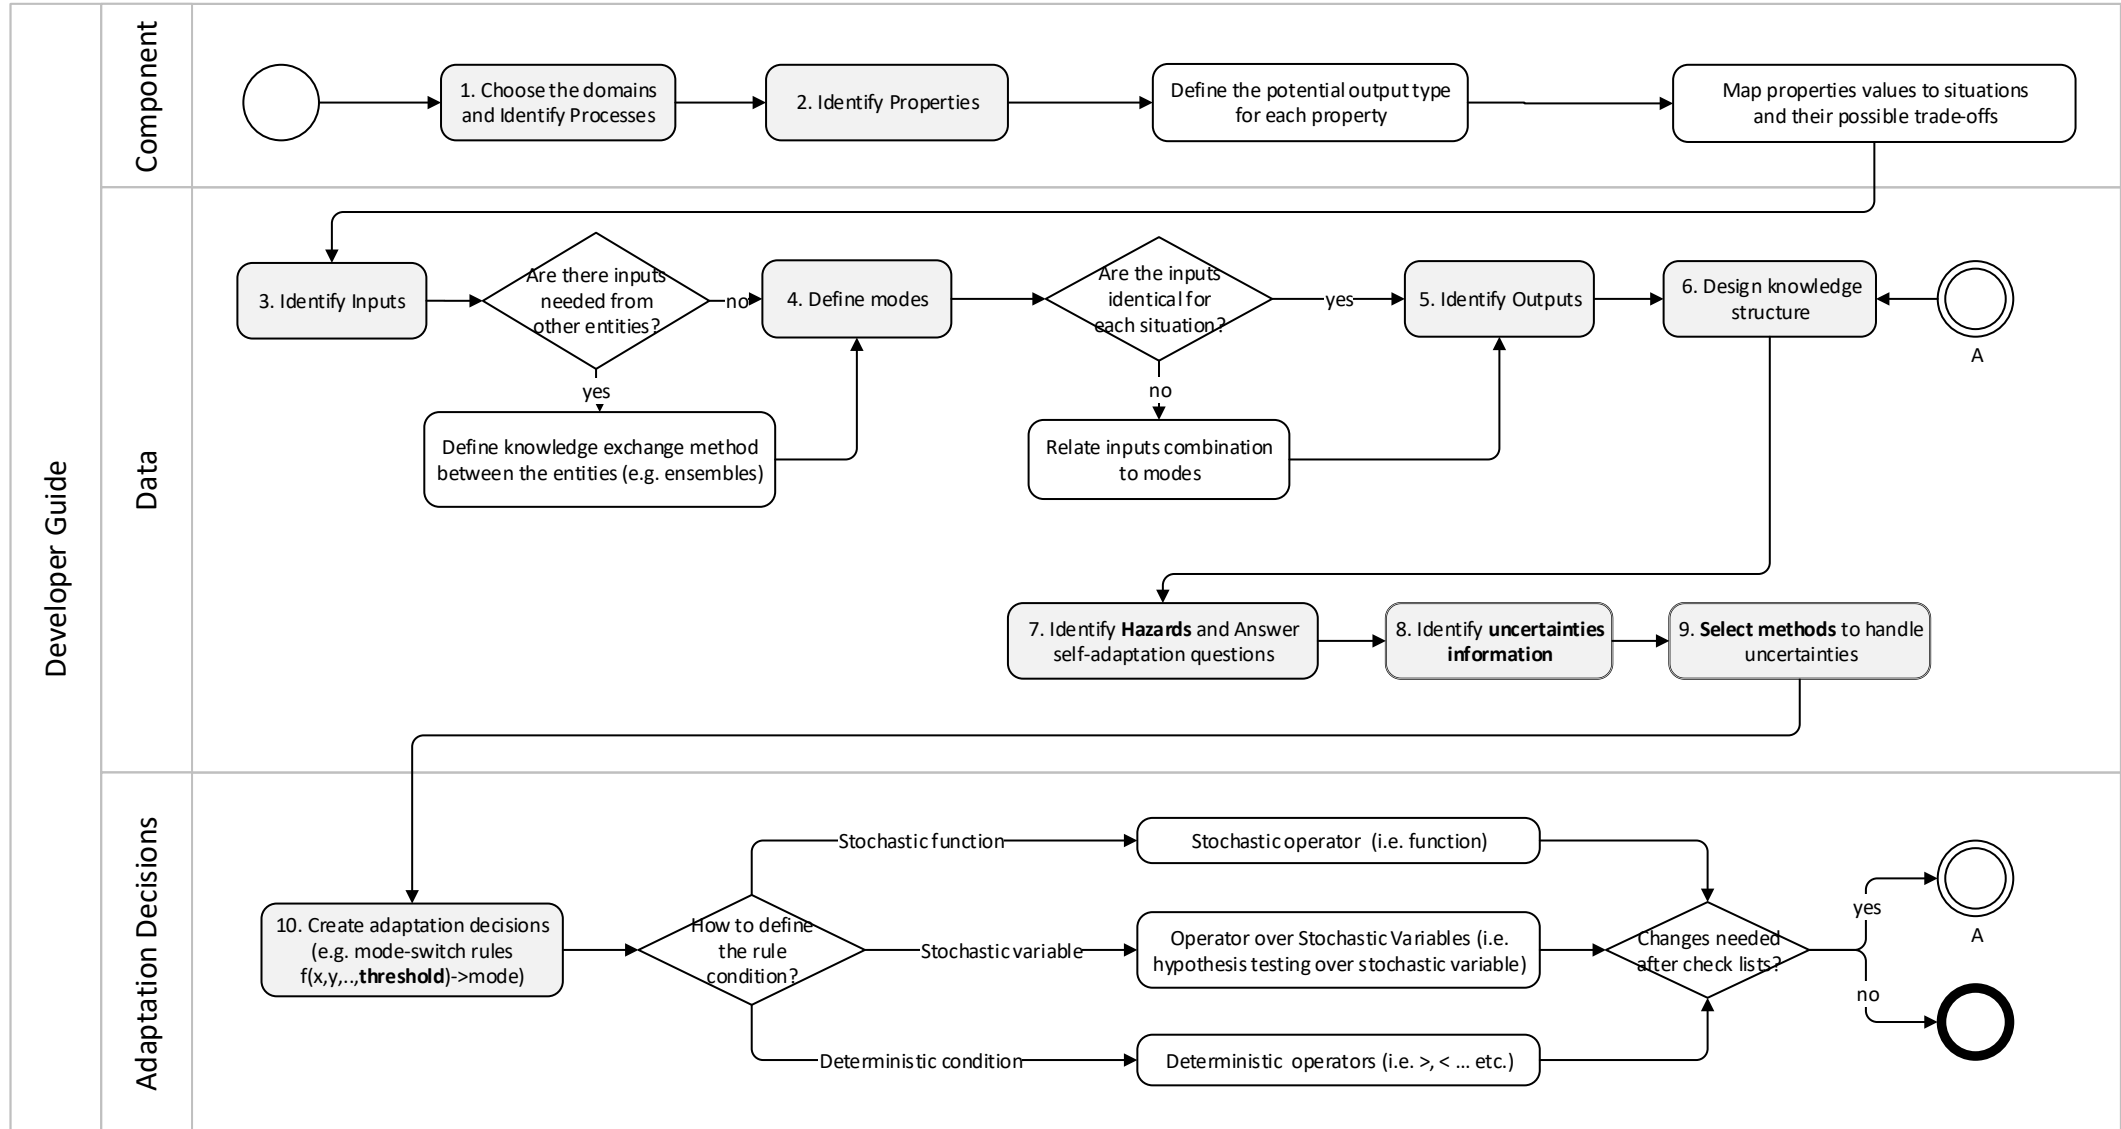 Developer Guide
Component
1. Choose the domains
and Identify Processes
2. Identify Properties
Define the potential output type
for each property
Map properties values to situations
and their possible trade-offs
Data
3. Identify Inputs
Are there inputs
needed from
other entities?
no
yes
Define knowledge exchange method
between the entities (e.g. ensembles)
4. Define modes
Are the inputs
identical for
each situation?
yes
no
Relate inputs combination
to modes
5. Identify Outputs
6. Design knowledge
structure
A
7. Identify Hazards and Answer
self-adaptation questions
8. Identify uncertainties
information
9. Select methods to handle
uncertainties
Adaptation Decisions
10. Create adaptation decisions
(e.g. mode-switch rules
f(x,y,..,threshold)->mode)
How to define
the rule
condition?
Stochastic function
Stochastic operator (i.e. function)
Stochastic variable
Operator over Stochastic Variables (i.e.
hypothesis testing over stochastic variable)
Deterministic condition
Deterministic operators (i.e. >, < ... etc.)
Changes needed
after check lists?
yes
A
no